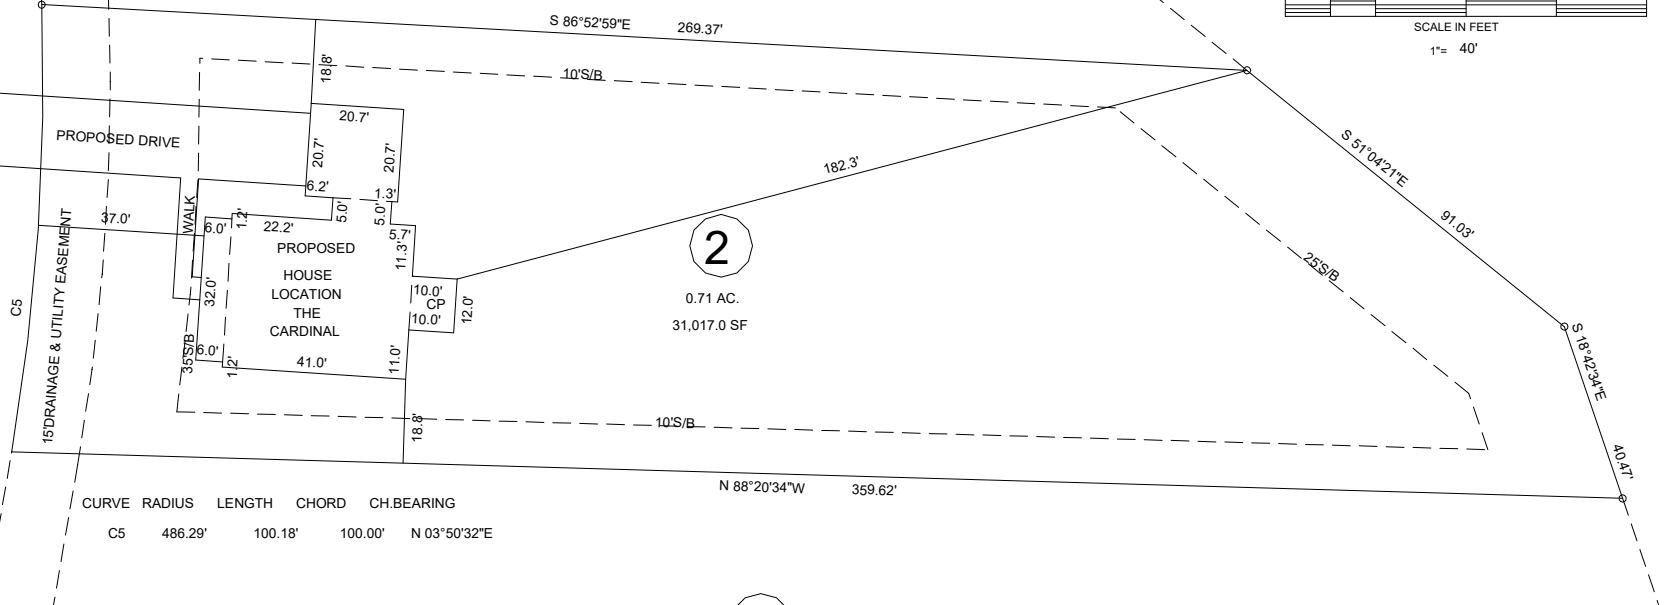 S 86°52'59"E 269.37'
SCALE IN FEET
1"= 40'
18.8'
10'S/B
20.7'
PROPOSED DRIVE
20.7'
20.7'
S 51°04'21"E
182.3'
6.2'
1.3'
WALK
37.0'
1.2'
5.0'
5.0'
6.0'
22.2'
5.7'
91.03'
PROPOSED
HOUSE
LOCATION
THE
CARDINAL
11.3'
2
25'S/B
15'DRAINAGE & UTILITY EASEMENT
32.0'
10.0'
CP
10.0'
12.0'
0.71 AC.
31,017.0 SF
C5
35'S/B
6.0'
1.2'
41.0'
11.0'
S 18°42'34"E
18.8'
10'S/B
40.47'
N 88°20'34"W 359.62'
CURVE RADIUS LENGTH CHORD CH.BEARING
C5 486.29' 100.18' 100.00' N 03°50'32"E